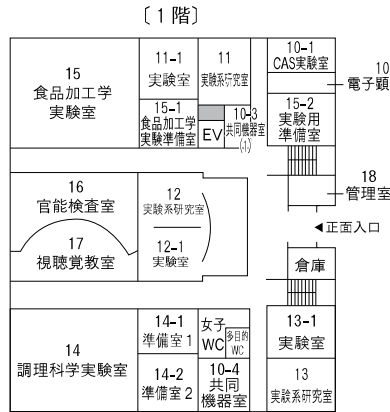 〔1階〕
15
食品加工学
実験室
11-1
実験室
11
実験系研究室
10-1
CAS実験室
10
電子顕
15-1
食品加工学
実験準備室
EV
10-3
共同機器室
(1)
15-2
実験用
準備室
16
官能検査室
17
視聴覚教室
12
実験系研究室
12-1
実験室
18
管理室
◀正面入口
倉庫
14
調理科学実験室
14-1
準備室1
14-2
準備室2
女子
WC
多目的
WC
10-4
共同
機器室
13-1
実験室
13
実験系研究室